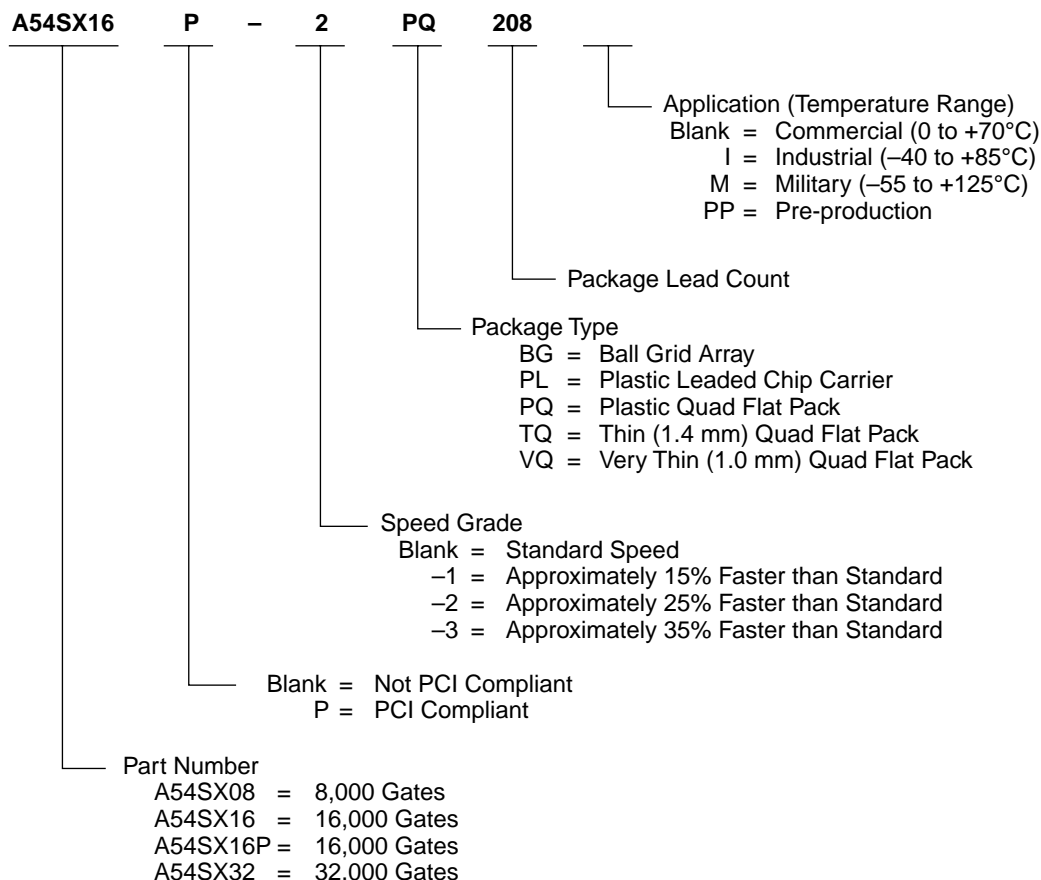 A54SX16 P – 2 PQ 208
Application (Temperature Range)
Blank = Commercial (0 to +70°C)
I = Industrial (–40 to +85°C)
M = Military (–55 to +125°C)
PP = Pre-production
Package Lead Count
Package Type
BG = Ball Grid Array
PL = Plastic Leaded Chip Carrier
PQ = Plastic Quad Flat Pack
TQ = Thin (1.4 mm) Quad Flat Pack
VQ = Very Thin (1.0 mm) Quad Flat Pack
Speed Grade
Blank = Standard Speed
–1 = Approximately 15% Faster than Standard
–2 = Approximately 25% Faster than Standard
–3 = Approximately 35% Faster than Standard
Blank = Not PCI Compliant
P = PCI Compliant
Part Number
A54SX08 = 8,000 Gates
A54SX16 = 16,000 Gates
A54SX16P = 16,000 Gates
A54SX32 = 32,000 Gates